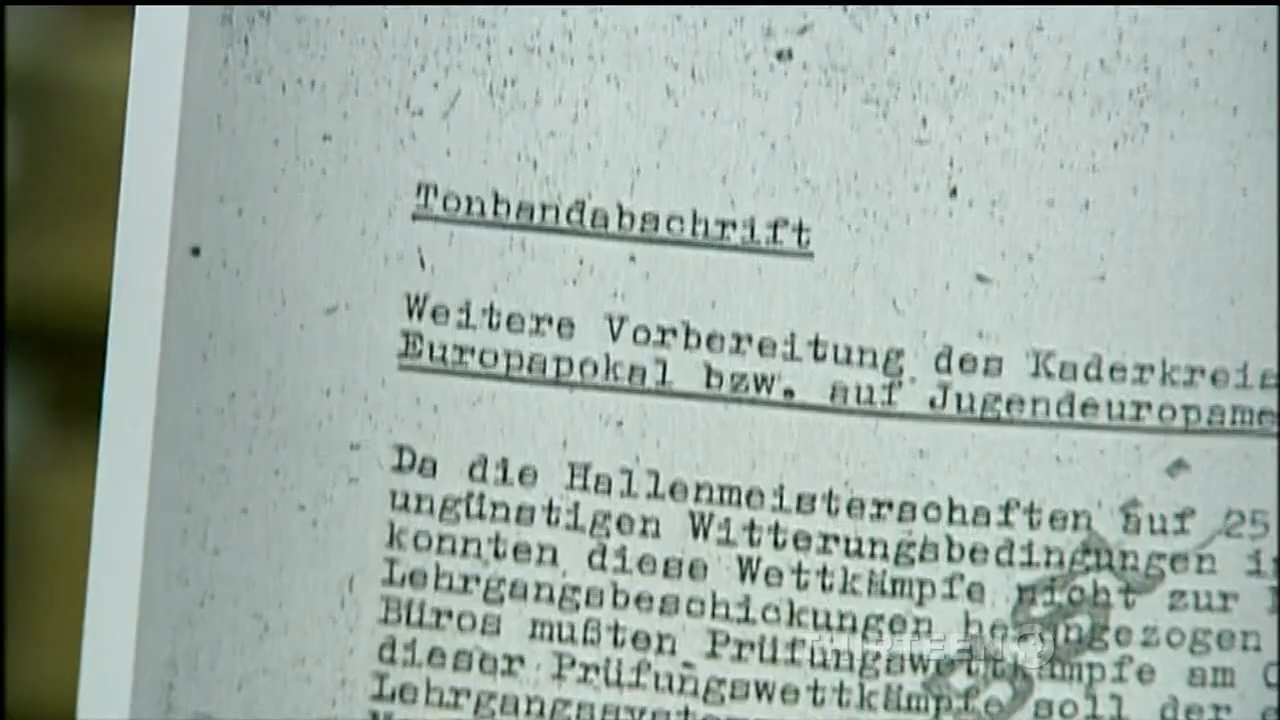 Tonbandabschrift
Weitere Vorbereitung des Kaderkreis
Europapokal bzw. auf Jugendeuropame
Da die Hallenmeisterschaften auf 25
ungünstigen Witterungsbedingungen i
konnten diese Wettkämpfe nicht zur
Lehrgangsbeschickungen herangezogen
Büros mußten Prüfungswettkämpfe am
dieser Prüfungswettkämpfe soll der
THIRTEEN